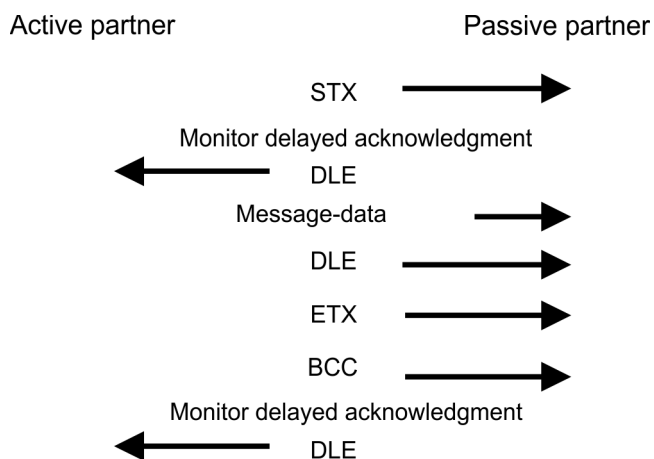 Active partner Passive partner
STX
Monitor delayed acknowledgment
DLE
Message-data
DLE
ETX
BCC
Monitor delayed acknowledgment
DLE